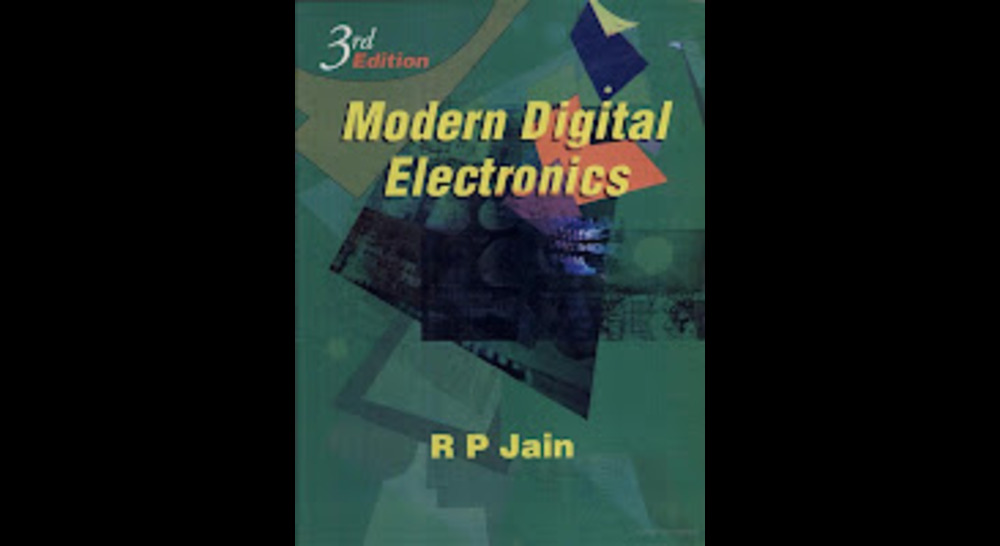 3rd
Edition
Modern Digital
Electronics
R P Jain